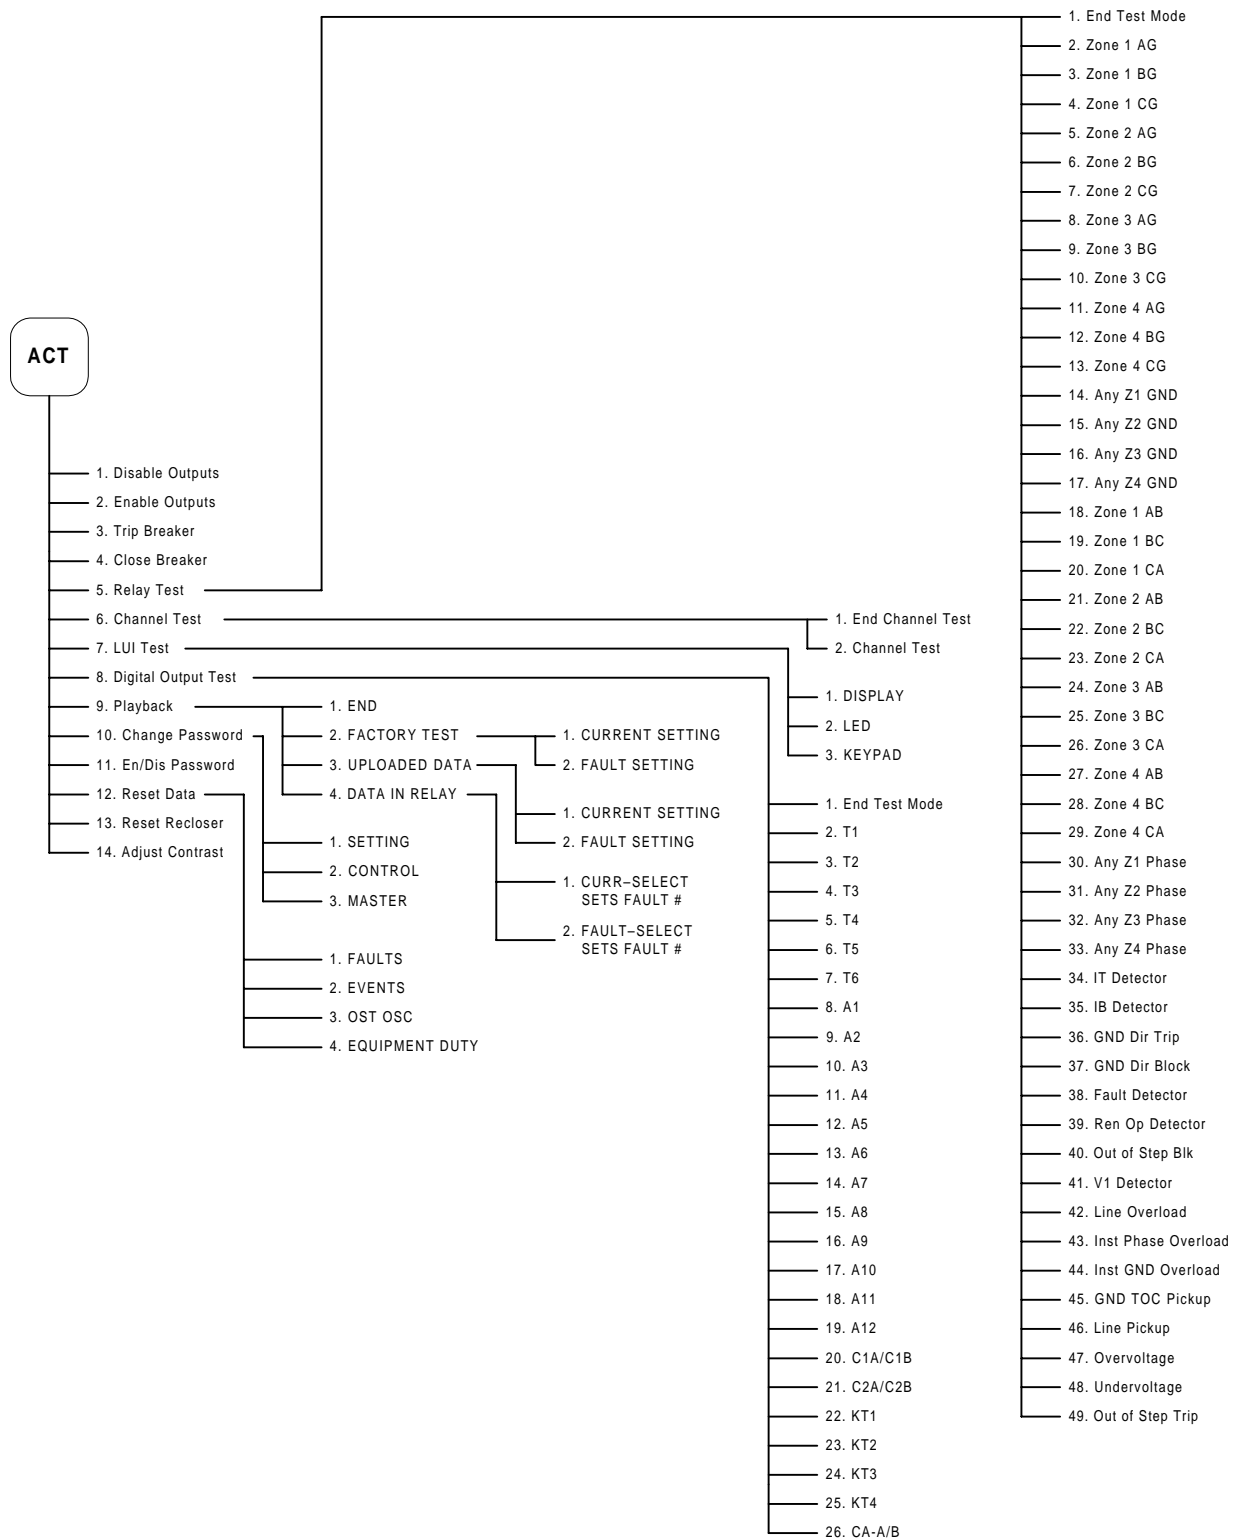 ACT
1. Disable Outputs
2. Enable Outputs
3. Trip Breaker
4. Close Breaker
5. Relay Test
6. Channel Test
7. LUI Test
8. Digital Output Test
9. Playback
10. Change Password
11. En/Dis Password
12. Reset Data
13. Reset Recloser
14. Adjust Contrast
1. END
2. FACTORY TEST
3. UPLOADED DATA
4. DATA IN RELAY
1. SETTING
2. CONTROL
3. MASTER
1. FAULTS
2. EVENTS
3. OST OSC
4. EQUIPMENT DUTY
1. CURRENT SETTING
2. FAULT SETTING
1. CURRENT SETTING
2. FAULT SETTING
1. CURR–SELECT
SETS FAULT #
2. FAULT–SELECT
SETS FAULT #
1. End Channel Test
2. Channel Test
1. DISPLAY
2. LED
3. KEYPAD
1. End Test Mode
2. T1
3. T2
4. T3
5. T4
6. T5
7. T6
8. A1
9. A2
10. A3
11. A4
12. A5
13. A6
14. A7
15. A8
16. A9
17. A10
18. A11
19. A12
20. C1A/C1B
21. C2A/C2B
22. KT1
23. KT2
24. KT3
25. KT4
26. CA-A/B
1. End Test Mode
2. Zone 1 AG
3. Zone 1 BG
4. Zone 1 CG
5. Zone 2 AG
6. Zone 2 BG
7. Zone 2 CG
8. Zone 3 AG
9. Zone 3 BG
10. Zone 3 CG
11. Zone 4 AG
12. Zone 4 BG
13. Zone 4 CG
14. Any Z1 GND
15. Any Z2 GND
16. Any Z3 GND
17. Any Z4 GND
18. Zone 1 AB
19. Zone 1 BC
20. Zone 1 CA
21. Zone 2 AB
22. Zone 2 BC
23. Zone 2 CA
24. Zone 3 AB
25. Zone 3 BC
26. Zone 3 CA
27. Zone 4 AB
28. Zone 4 BC
29. Zone 4 CA
30. Any Z1 Phase
31. Any Z2 Phase
32. Any Z3 Phase
33. Any Z4 Phase
34. IT Detector
35. IB Detector
36. GND Dir Trip
37. GND Dir Block
38. Fault Detector
39. Ren Op Detector
40. Out of Step Blk
41. V1 Detector
42. Line Overload
43. Inst Phase Overload
44. Inst GND Overload
45. GND TOC Pickup
46. Line Pickup
47. Overvoltage
48. Undervoltage
49. Out of Step Trip